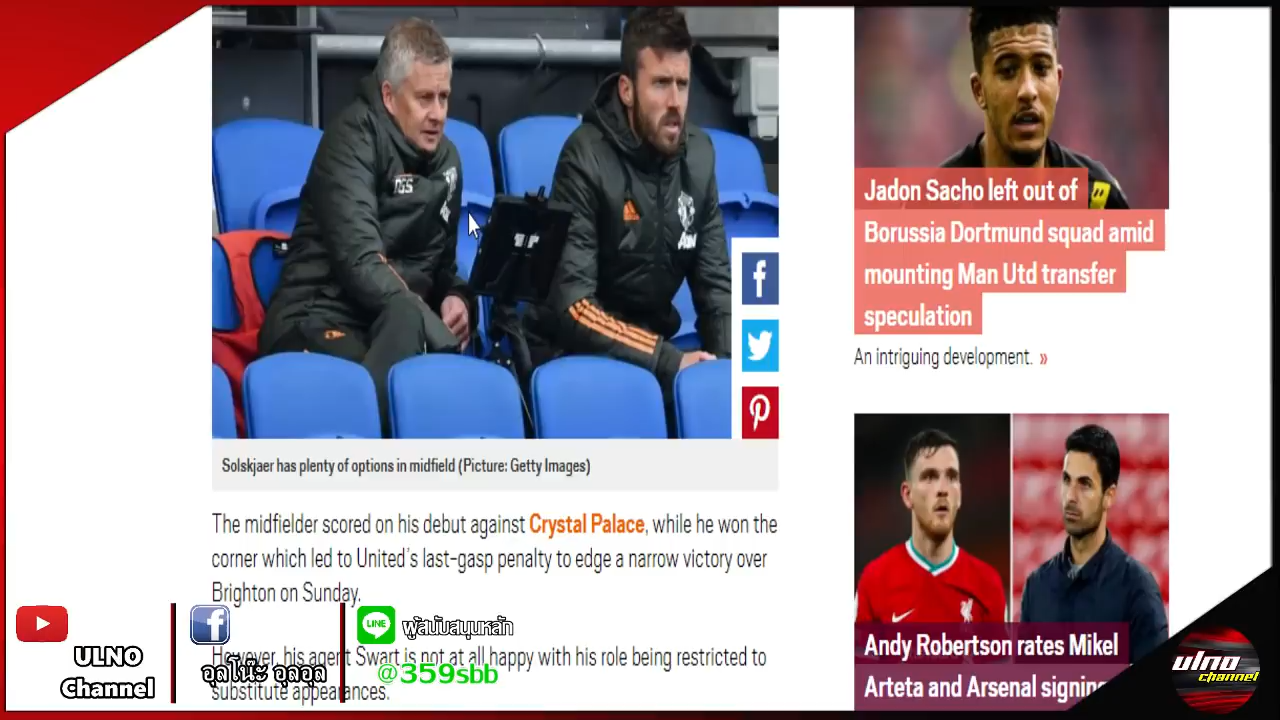 OGS
Solskjaer has plenty of options in midfield (Picture: Getty Images)
The midfielder scored on his debut against Crystal Palace, while he won the
corner which led to United's last-gasp penalty to edge a narrow victory over
Brighton on Sunday.
However, his agent Swart is not at all happy with his role being restricted to
substitute appearances.
Jadon Sacho left out of
Borussia Dortmund squad amid
mounting Man Utd transfer
speculation
An intriguing development. »
Andy Robertson rates Mikel
Arteta and Arsenal signing
ULNO
Channel
อุลโน๊ะ อุลอล
LINE
ผู้สนับสนุนหลัก
@359sbb
ulno
channel